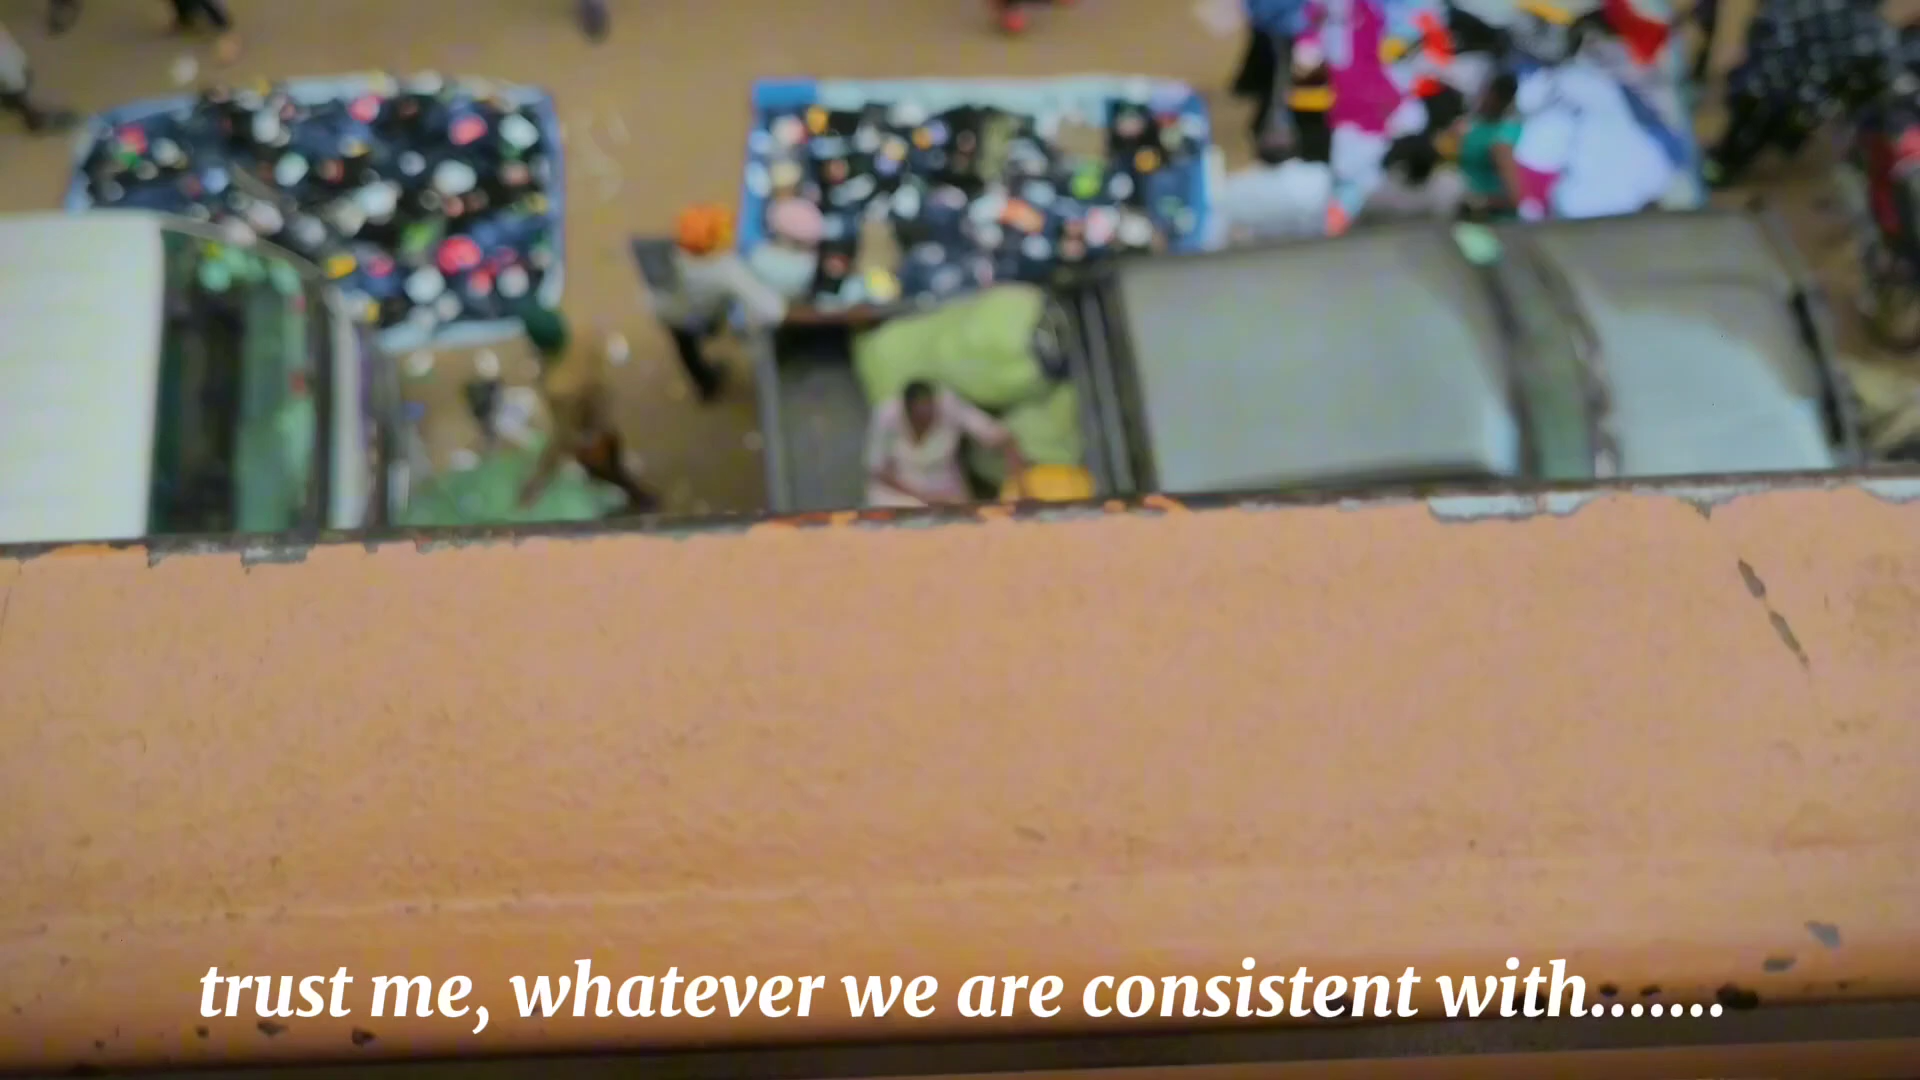 trust me, whatever we are consistent with.......